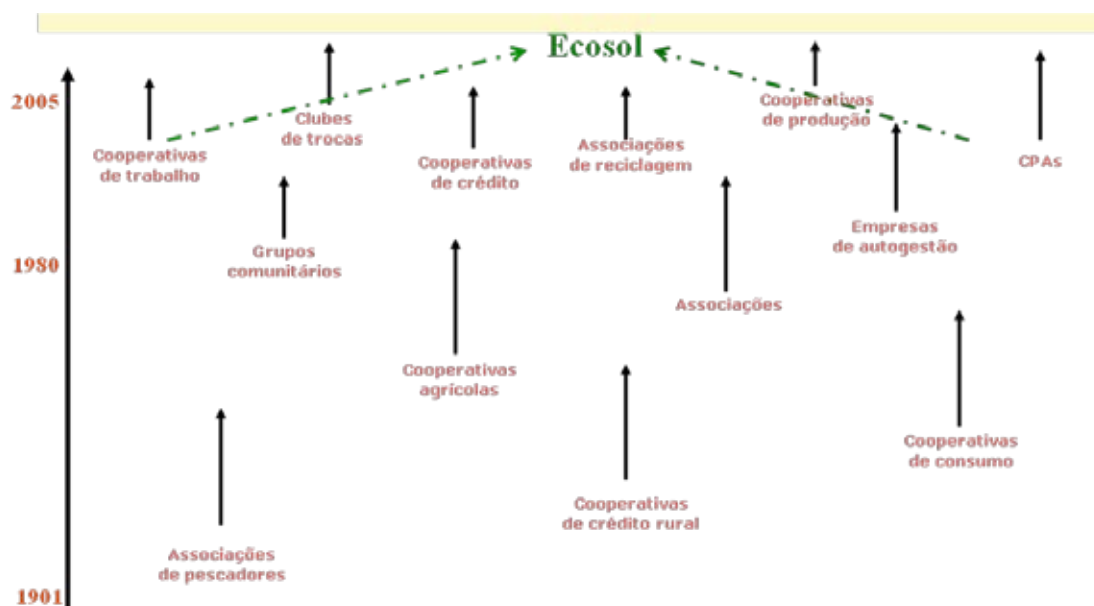 Ecosol
2005
Cooperativas
de trabalho
Clubes
de trocas
Cooperativas
de crédito
Associações
de reciclagem
Cooperativas
de produção
CPAs
1980
Grupos
comunitários
Associações
Empresas
de autogestão
Cooperativas
agrícolas
Cooperativas
de consumo
Cooperativas
de crédito rural
Associações
de pescadores
1901